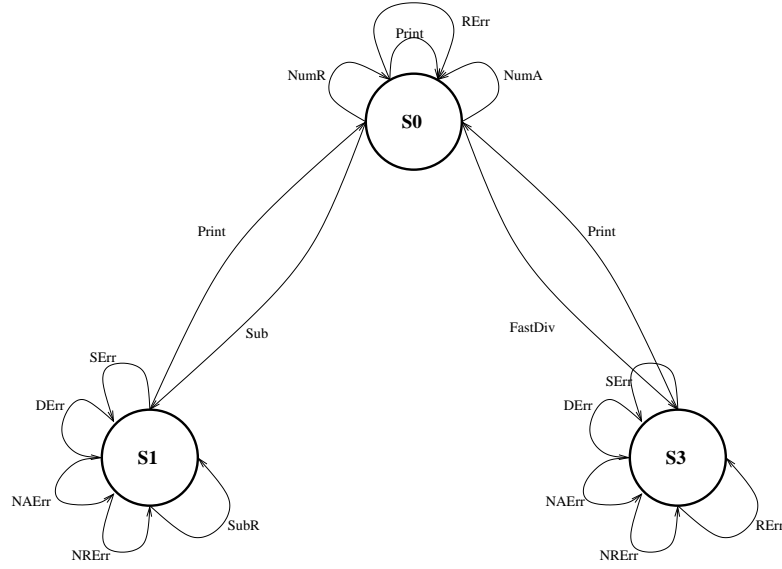 RErr
Print
NumR
NumA
S0
Print
Print
Sub
FastDiv
SErr
SErr
DErr
DErr
S1
S3
NAErr
NAErr
SubR
RErr
NRErr
NRErr